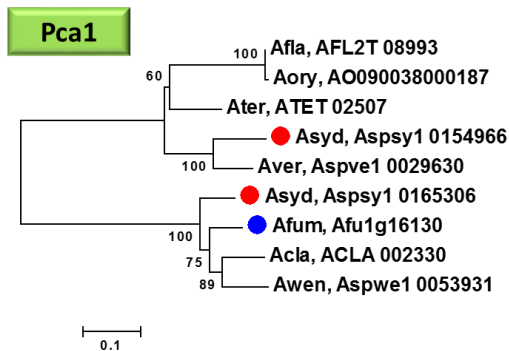 Pca1
100
Afla, AFL2T 08993
60
Aory, AO090038000187
Ater, ATET 02507
Asyd, Aspsy1 0154966
100
Aver, Aspve1 0029630
Asyd, Aspsy1 0165306
100
Afum, Afu1g16130
75
Acla, ACLA 002330
89
Awen, Aspwe1 0053931
0.1